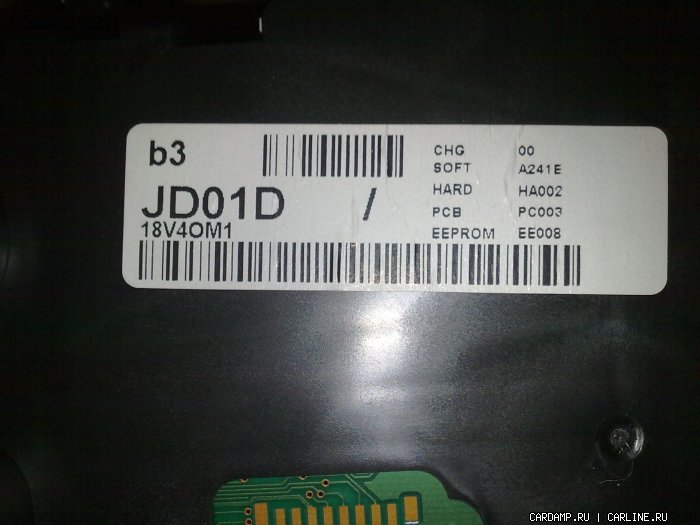 b3
JD01D /
18V4OM1
CHG 00
SOFT A241E
HARD HA002
PCB PC003
EEPROM EE008
CARDAMP.RU | CARLINE.RU